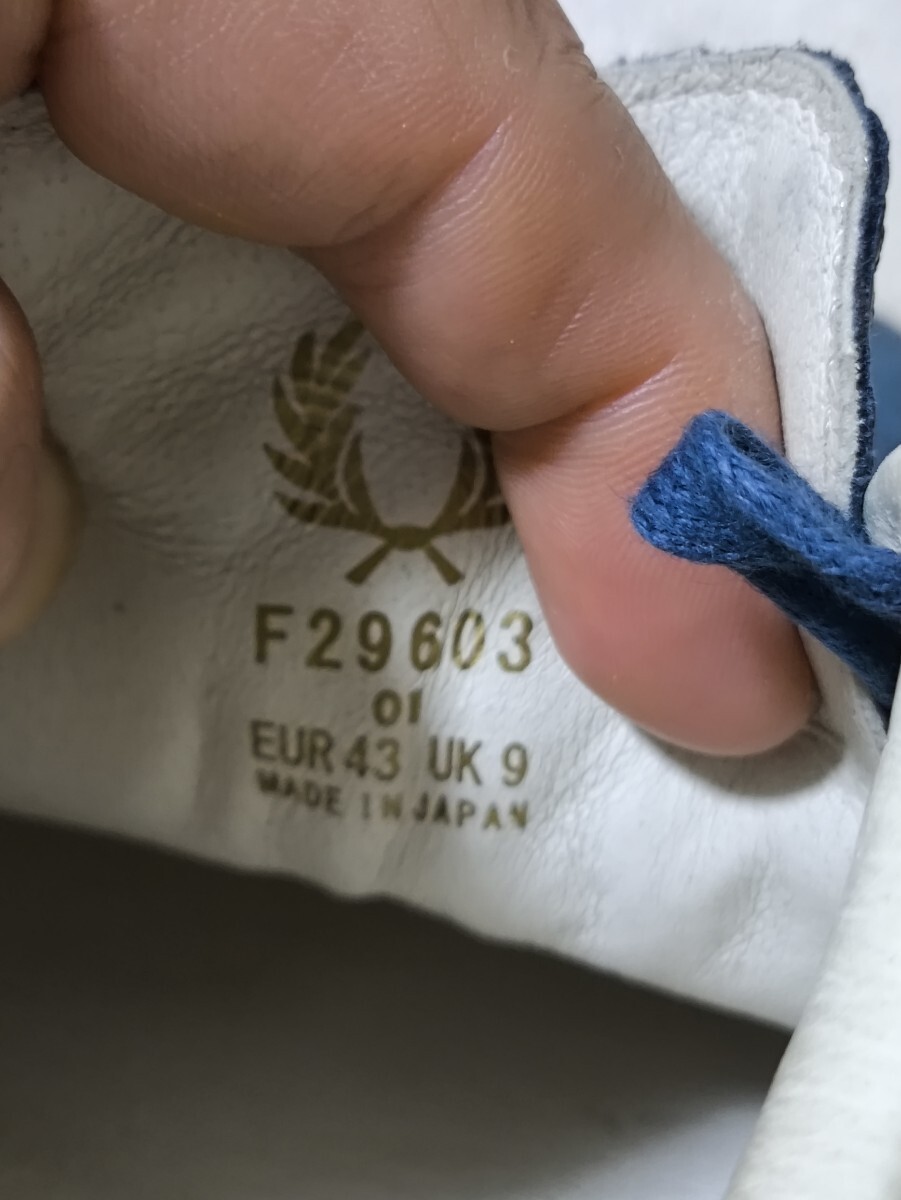 F29603
01
EUR 43 UK 9
MADE IN JAPAN